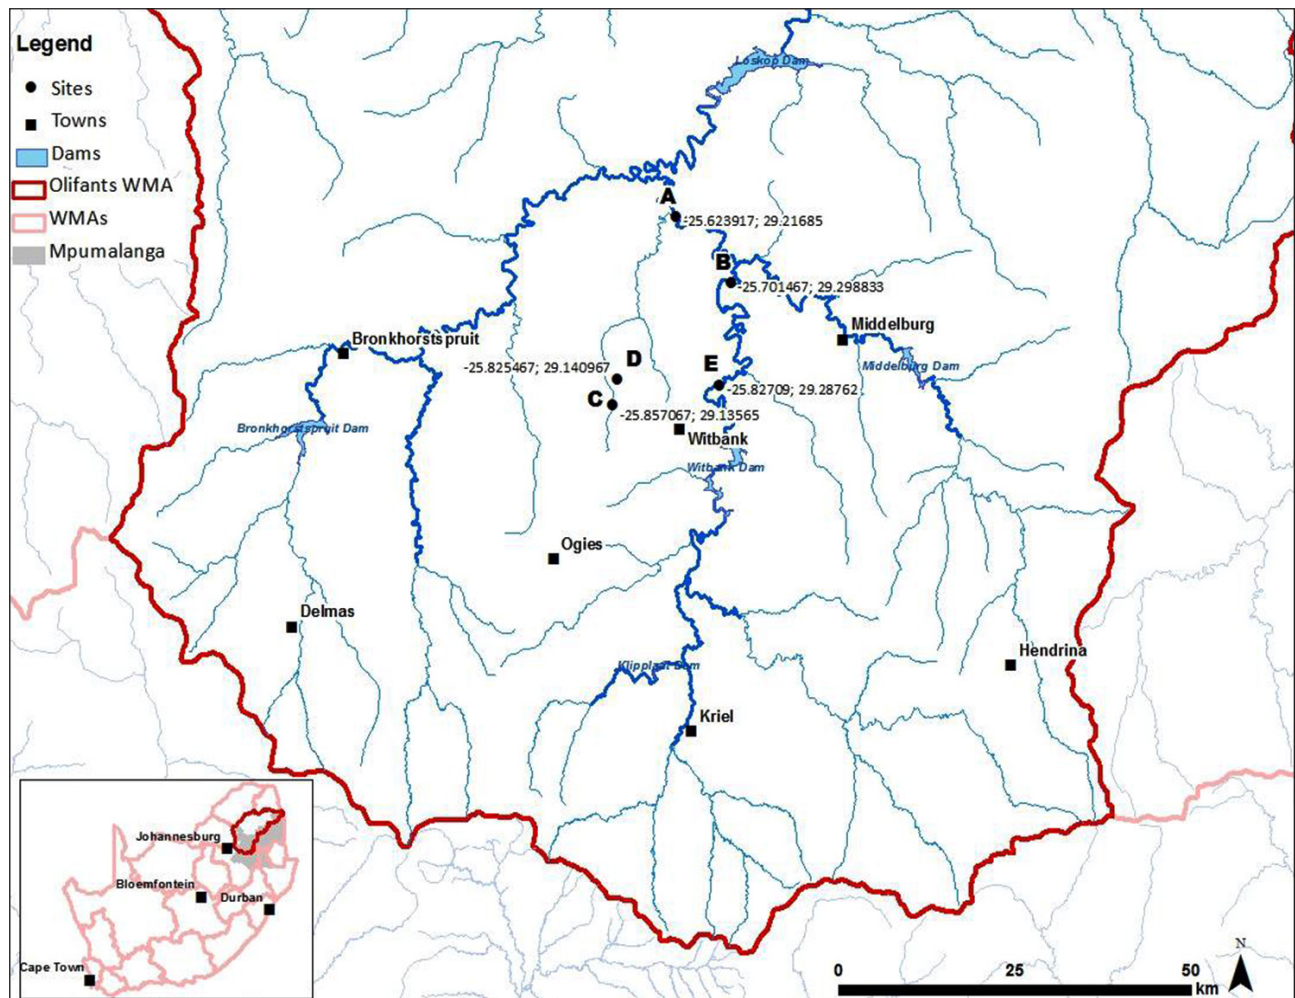 Legend
Sites
Towns
Dams
Olifants WMA
WMAs
Mpumalanga
Loskop Dam
A
-25.623917; 29.21685
B
-25.701467; 29.298833
Middelburg
Middelburg Dam
Bronkhorstspruit
-25.825467; 29.140967
D
E
-25.82709; 29.28762
C
-25.857067; 29.13565
Bronkhorstspruit Dam
Witbank
Witbank Dam
Ogies
Delmas
Hendrina
Klipplaat Dam
Kriel
Johannesburg
Bloemfontein
Durban
Cape Town
N
0 25 50
km